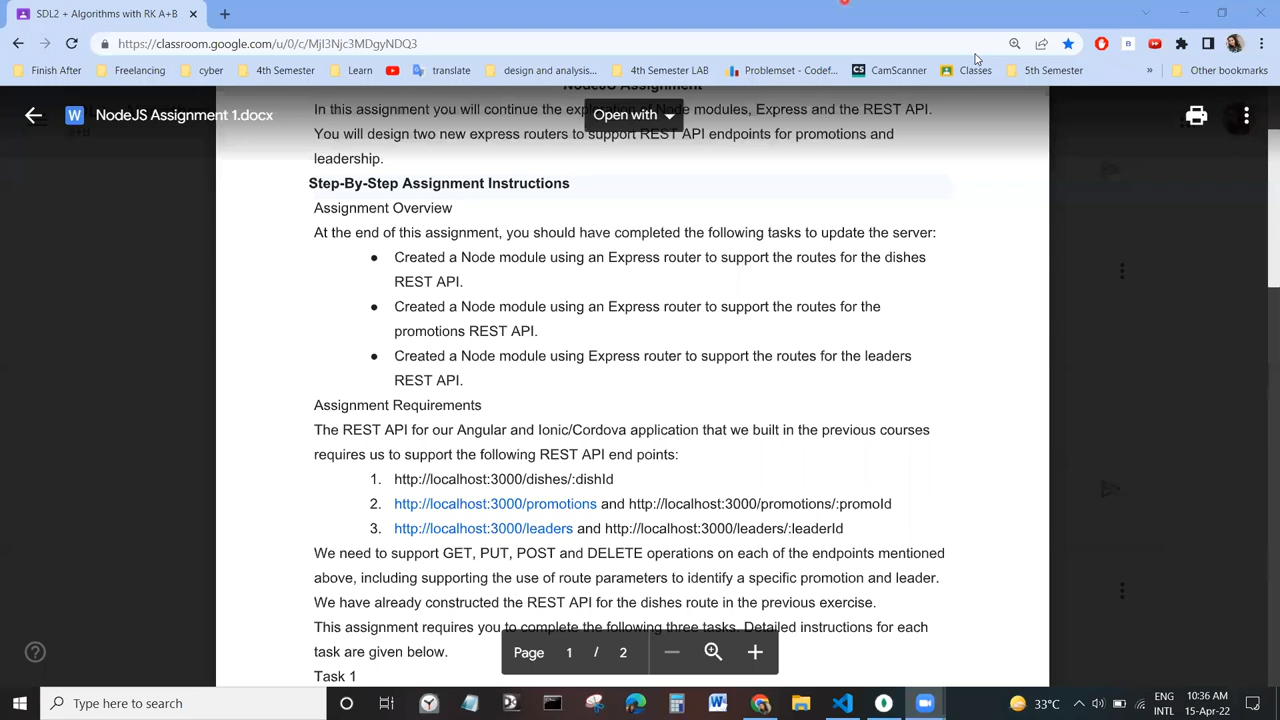 SDL2 + Algorithms with RK A+B
https://classroom.google.com/u/0/c/MjI3Njc3MDgyNDQ3
Finish After
Freelancing
cyber
4th Semester
Learn
translate
design and analysis...
4th Semester LAB
Problemset - Codef...
CS
CamScanner
Classes
5th Semester
»
Other bookmarks
NodeJS Assignment
W
NodeJS Assignment 1.docx
Open with
In this assignment you will continue the exploration of Node modules, Express and the REST API.
You will design two new express routers to support REST API endpoints for promotions and
leadership.
Step-By-Step Assignment Instructions
Assignment Overview
At the end of this assignment, you should have completed the following tasks to update the server:
● Created a Node module using an Express router to support the routes for the dishes
REST API.
● Created a Node module using an Express router to support the routes for the
promotions REST API.
● Created a Node module using Express router to support the routes for the leaders
REST API.
Assignment Requirements
The REST API for our Angular and Ionic/Cordova application that we built in the previous courses
requires us to support the following REST API end points:
1. http://localhost:3000/dishes/:dishId
2. http://localhost:3000/promotions and http://localhost:3000/promotions/:promoId
3. http://localhost:3000/leaders and http://localhost:3000/leaders/:leaderId
We need to support GET, PUT, POST and DELETE operations on each of the endpoints mentioned
above, including supporting the use of route parameters to identify a specific promotion and leader.
We have already constructed the REST API for the dishes route in the previous exercise.
This assignment requires you to complete the following three tasks. Detailed instructions for each
task are given below.
Task 1
Page 1 / 2
Type here to search
33°C
ENG
INTL
10:36 AM
15-Apr-22